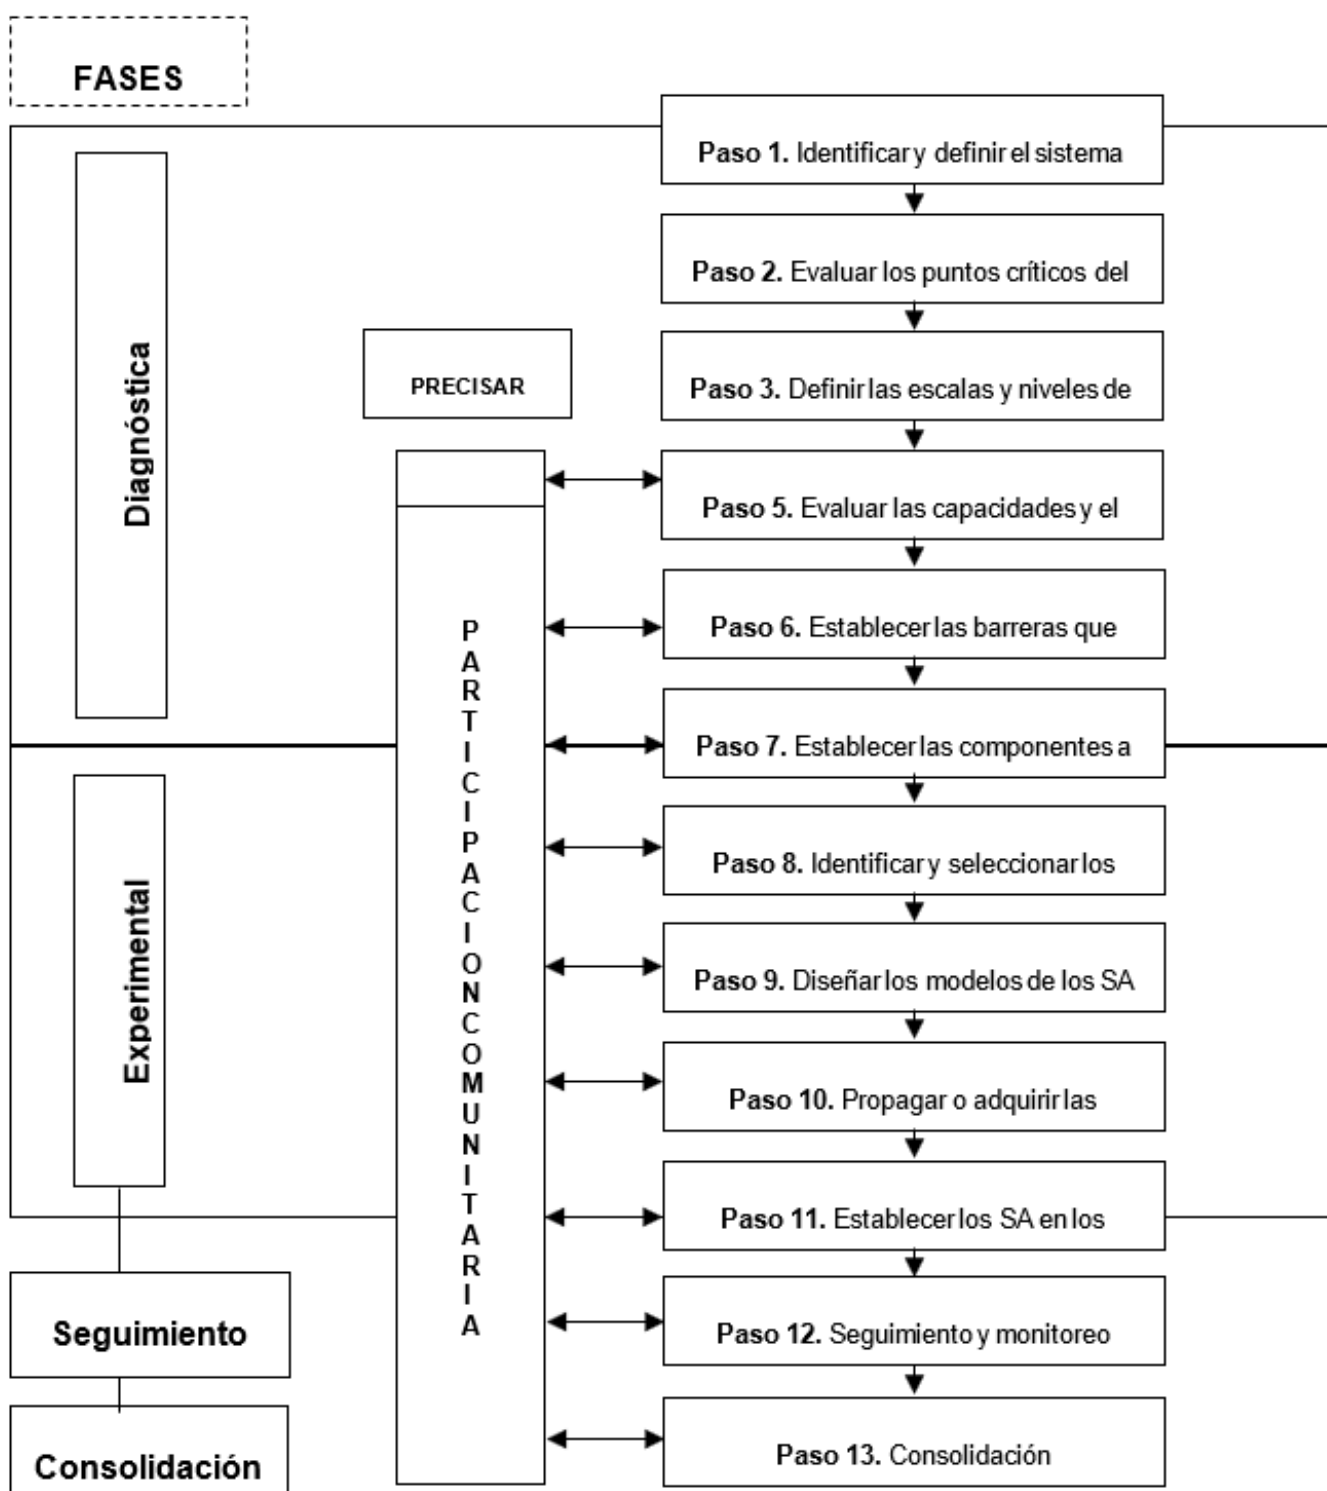 FASES
Paso 1. Identificar y definir el sistema
Paso 2. Evaluar los puntos críticos del
Diagnóstica
PRECISAR
Paso 3. Definir las escalas y niveles de
Paso 5. Evaluar las capacidades y el
PARTICIPACIONCOMUNITARIA
Paso 6. Establecer las barreras que
Paso 7. Establecer las componentes a
Experimental
Paso 8. Identificar y seleccionar los
Paso 9. Diseñar los modelos de los SA
Paso 10. Propagar o adquirir las
Paso 11. Establecer los SA en los
Seguimiento
Paso 12. Seguimiento y monitoreo
Consolidación
Paso 13. Consolidación